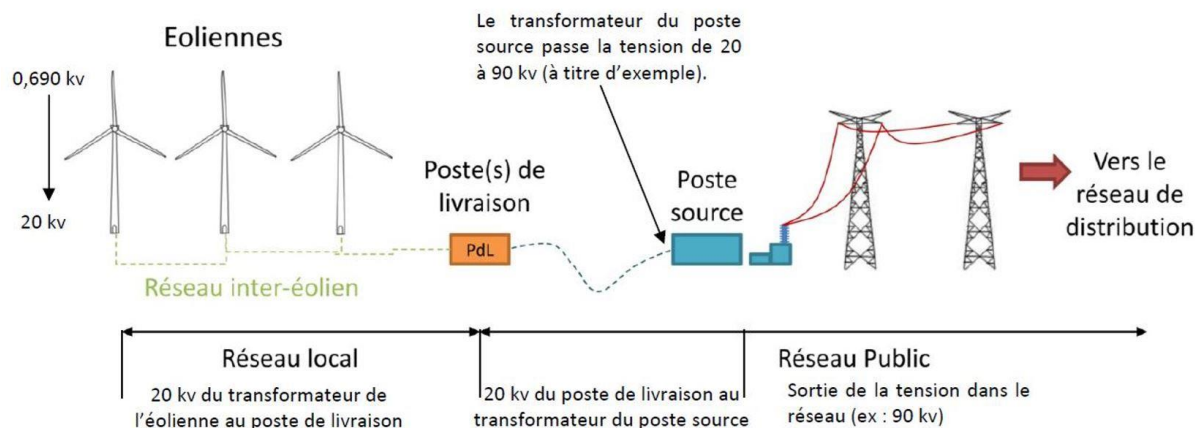 Eoliennes
0,690 kv
20 kv
Le transformateur du poste
source passe la tension de 20
à 90 kv (à titre d’exemple).
Poste(s) de
livraison
PdL
Poste
source
Vers le
réseau de
distribution
Réseau inter-éolien
Réseau local
20 kv du transformateur de
l’éolienne au poste de livraison
20 kv du poste de livraison au
transformateur du poste source
Réseau Public
Sortie de la tension dans le
réseau (ex : 90 kv)